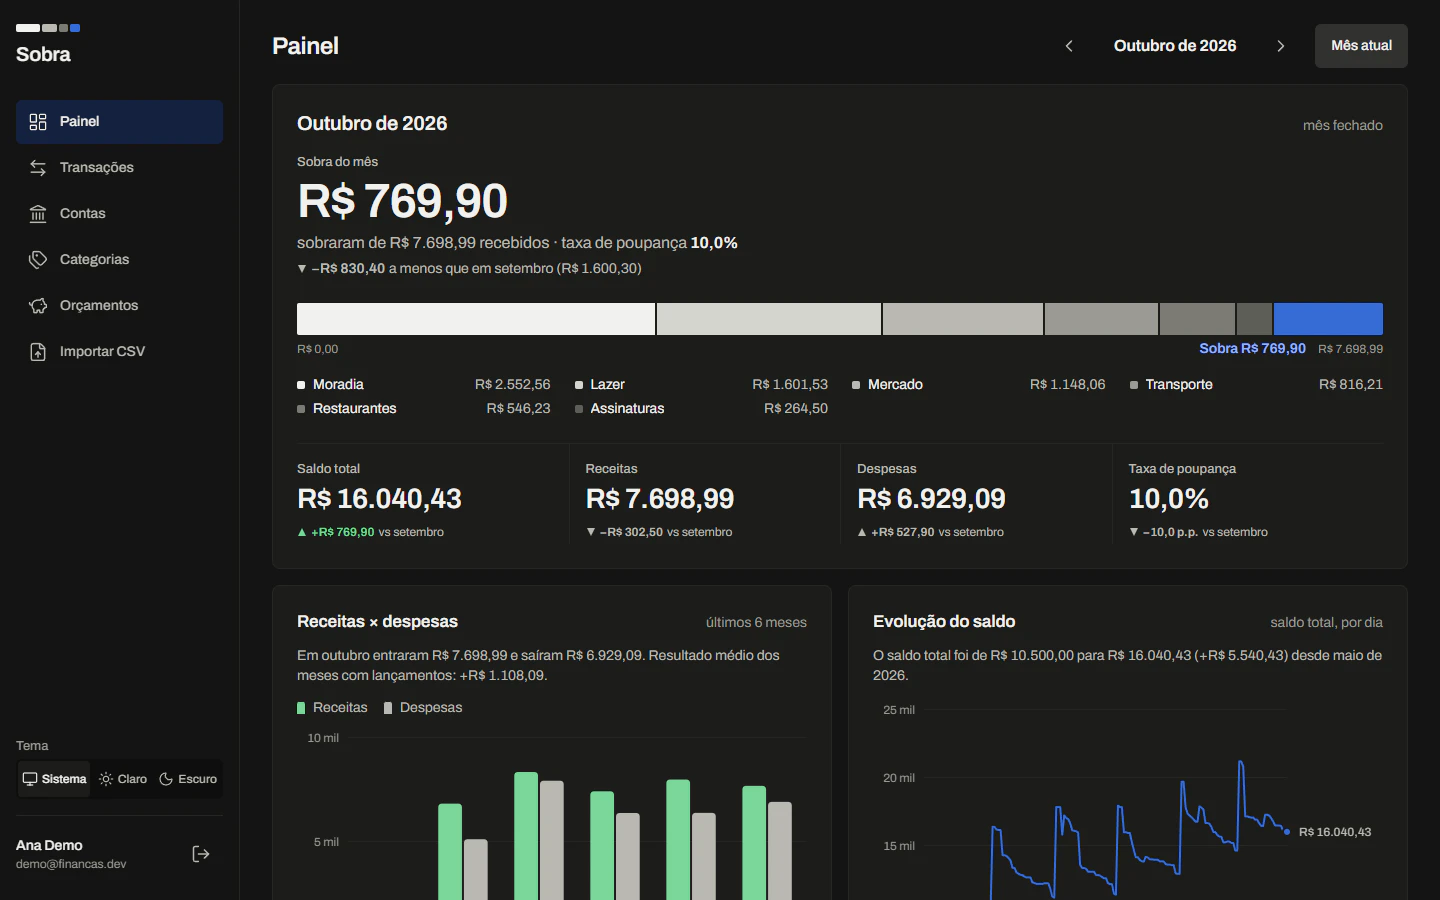 Sobra
Painel
Transações
Contas
Categorias
Orçamentos
Importar CSV
Tema
Sistema Claro Escuro
Ana Demo
demo@financas.dev
Painel
Outubro de 2026
Mês atual
Outubro de 2026
mês fechado
Sobra do mês
R$ 769,90
sobraram de R$ 7.698,99 recebidos · taxa de poupança 10,0%
▼ −R$ 830,40 a menos que em setembro (R$ 1.600,30)
R$ 0,00
Sobra R$ 769,90 R$ 7.698,99
Moradia R$ 2.552,56 Lazer R$ 1.601,53 Mercado R$ 1.148,06 Transporte R$ 816,21
Restaurantes R$ 546,23 Assinaturas R$ 264,50
Saldo total
R$ 16.040,43
▲ +R$ 769,90 vs setembro
Receitas
R$ 7.698,99
▼ −R$ 302,50 vs setembro
Despesas
R$ 6.929,09
▲ +R$ 527,90 vs setembro
Taxa de poupança
10,0%
▼ −10,0 p.p. vs setembro
Receitas × despesas
últimos 6 meses
Em outubro entraram R$ 7.698,99 e saíram R$ 6.929,09. Resultado médio dos
meses com lançamentos: +R$ 1.108,09.
Receitas Despesas
10 mil
5 mil
Evolução do saldo
saldo total, por dia
O saldo total foi de R$ 10.500,00 para R$ 16.040,43 (+R$ 5.540,43) desde maio de
2026.
25 mil
20 mil
15 mil
R$ 16.040,43